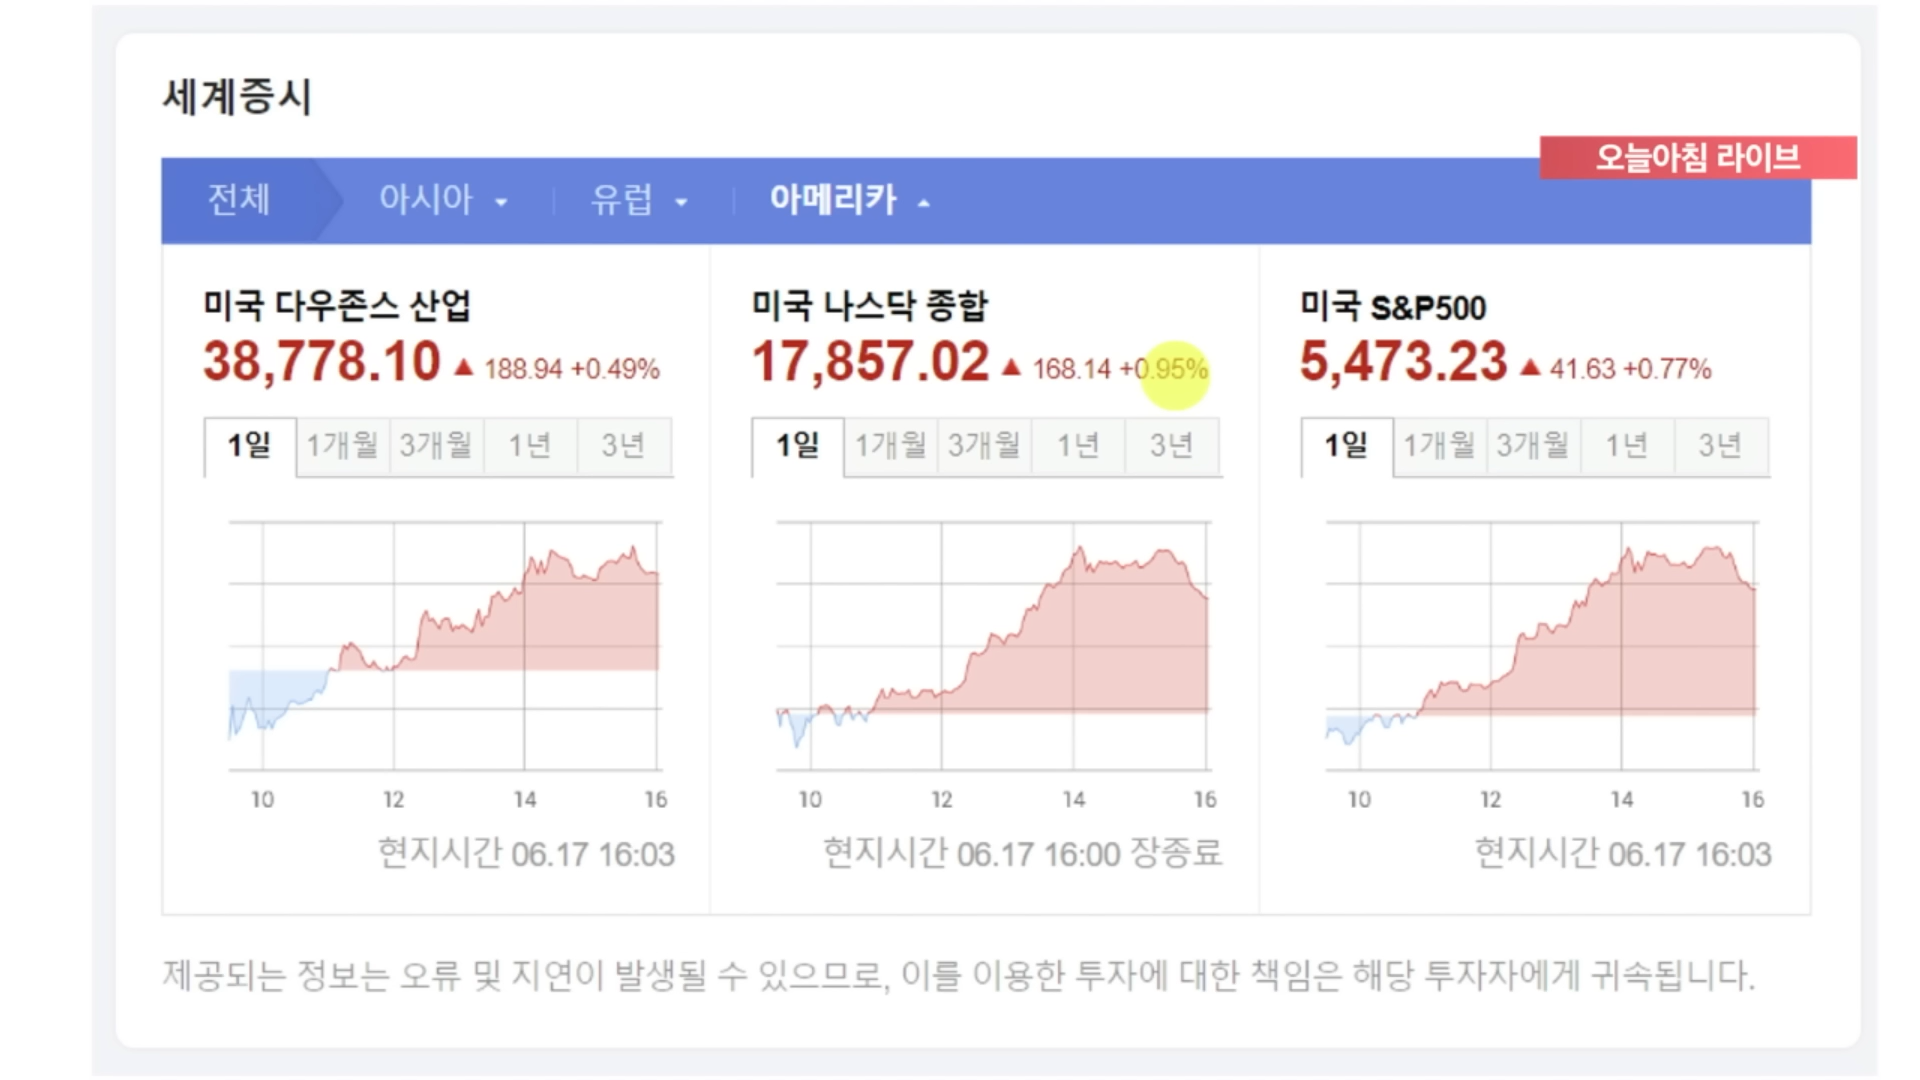 세계증시
오늘아침 라이브
전체 아시아 유럽 아메리카
미국 다우존스 산업
38,778.10 ▲ 188.94 +0.49%
1일 1개월 3개월 1년 3년
10 12 14 16
현지시간 06.17 16:03
미국 나스닥 종합
17,857.02 ▲ 168.14 +0.95%
1일 1개월 3개월 1년 3년
10 12 14 16
현지시간 06.17 16:00 장종료
미국 S&P500
5,473.23 ▲ 41.63 +0.77%
1일 1개월 3개월 1년 3년
10 12 14 16
현지시간 06.17 16:03
제공되는 정보는 오류 및 지연이 발생될 수 있으므로, 이를 이용한 투자에 대한 책임은 해당 투자자에게 귀속됩니다.